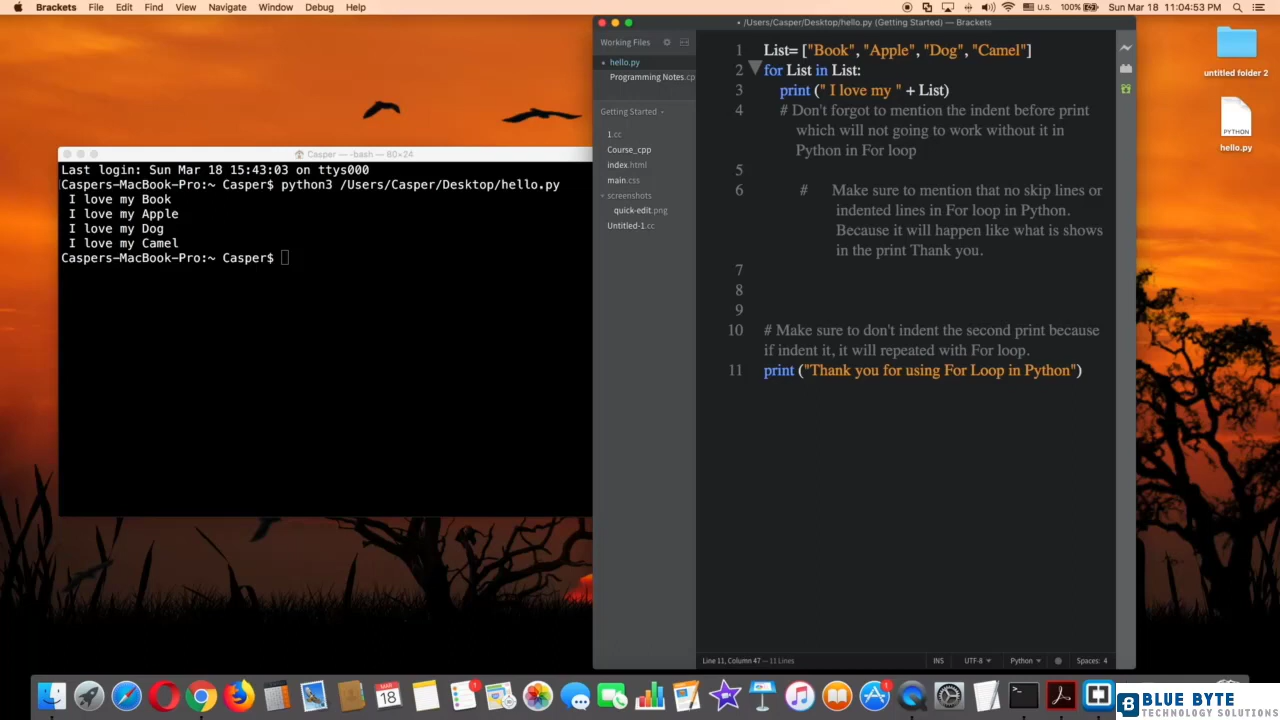 Brackets File Edit Find View Navigate Window Debug Help
100% U.S. Sun Mar 18 11:04:53 PM
/Users/Casper/Desktop/hello.py (Getting Started) — Brackets
Working Files
hello.py
Programming Notes.cp
Getting Started
1.cc
Course_cpp
index.html
main.css
screenshots
quick-edit.png
Untitled-1.cc
1 List= ["Book", "Apple", "Dog", "Camel"]
2 for List in List:
3 print (" I love my " + List)
4 # Don't forgot to mention the indent before print
which will not going to work without it in
Python in For loop
5
6 # Make sure to mention that no skip lines or
indented lines in For loop in Python.
Because it will happen like what is shows
in the print Thank you.
7
8
9
10 # Make sure to don't indent the second print because
if indent it, it will repeated with For loop.
11 print ("Thank you for using For Loop in Python")
Line 11, Column 47 — 11 Lines
INS UTF-8 Python Spaces: 4
Casper — -bash — 80×24
Last login: Sun Mar 18 15:43:03 on ttys000
Caspers-MacBook-Pro:~ Casper$ python3 /Users/Casper/Desktop/hello.py
I love my Book
I love my Apple
I love my Dog
I love my Camel
Caspers-MacBook-Pro:~ Casper$
untitled folder 2
PYTHON
hello.py
MAR
18
1
1
BLUE BYTE
TECHNOLOGY SOLUTIONS